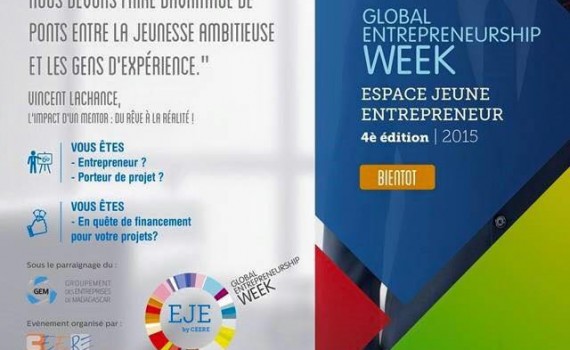 NOUS DEVONS FAIRE DAVANTAGE DE
PONTS ENTRE LA JEUNESSE AMBITIEUSE
ET LES GENS D'EXPÉRIENCE."
VINCENT LACHANCE,
L'IMPACT D'UN MENTOR : DU RÊVE À LA RÉALITÉ !
VOUS ÊTES
- Entrepreneur ?
- Porteur de projet ?
VOUS ÊTES
- En quête de financement
pour votre projets?
Sous le parraignage du :
GEM
GROUPEMENT
DES ENTREPRISES
DE MADAGASCAR
Evènement organisé par :
EJE
by CEERE
GLOBAL
ENTREPRENEURSHIP
WEEK
GLOBAL
ENTREPRENEURSHIP
WEEK
ESPACE JEUNE
ENTREPRENEUR
4è édition | 2015
BIENTOT